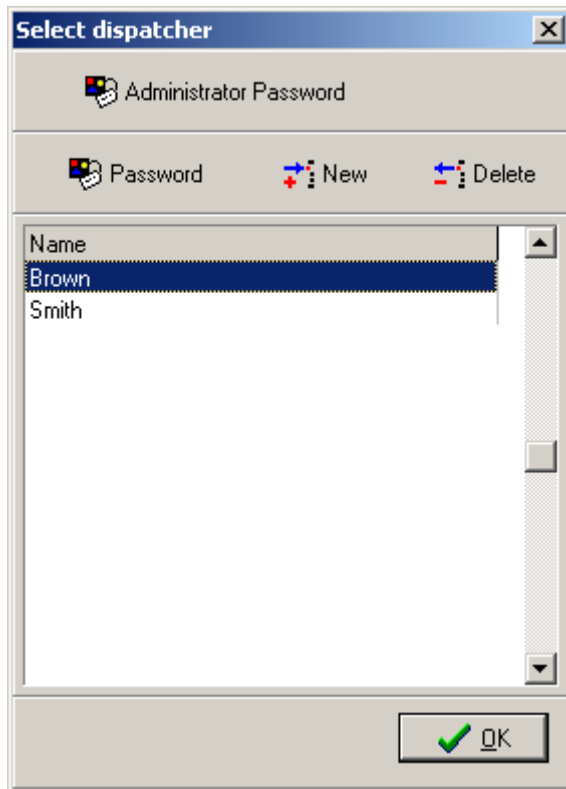 Select dispatcher
Administrator Password
Password New Delete
Name
Brown
Smith
OK